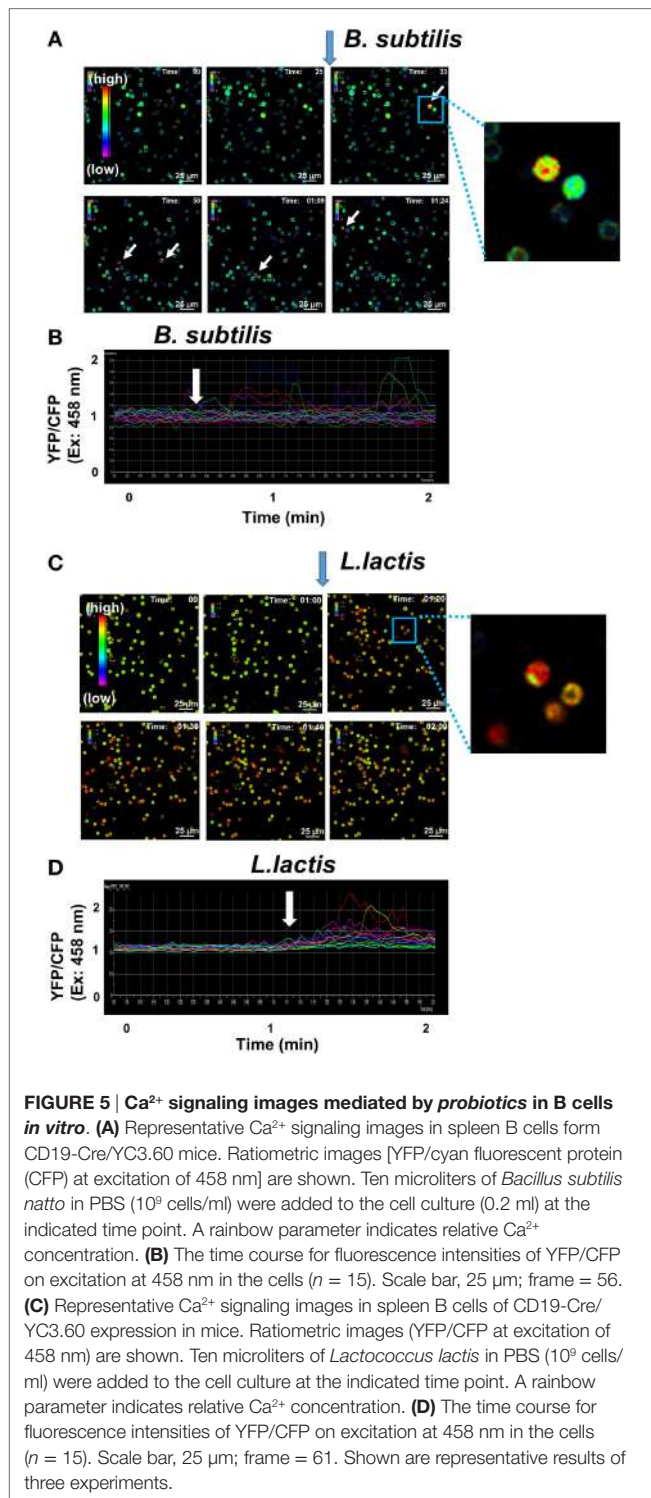 A
B. subtilis
(high)
(low)
Time: 00
25 µm
Time: 25
25 µm
Time: 33
25 µm
Time: 50
25 µm
Time: 01:09
25 µm
01:24
25 µm
B
B. subtilis
2
1
0
YFP/CFP
(Ex: 458 nm)
0 1 2
Time (min)
C
L.lactis
(high)
(low)
Time: 00
25 µm
Time: 01:00
25 µm
Time: 01:20
25 µm
Time: 01:30
25 µm
Time: 01:40
25 µm
Time: 02:00
25 µm
D
L.lactis
2
1
0
YFP/CFP
(Ex: 458 nm)
0 1 2
Time (min)
FIGURE 5 | Ca²⁺ signaling images mediated by probiotics in B cells
in vitro. (A) Representative Ca²⁺ signaling images in spleen B cells form
CD19-Cre/YC3.60 mice. Ratiometric images [YFP/cyan fluorescent protein
(CFP) at excitation of 458 nm] are shown. Ten microliters of Bacillus subtilis
natto in PBS (10⁹ cells/ml) were added to the cell culture (0.2 ml) at the
indicated time point. A rainbow parameter indicates relative Ca²⁺
concentration. (B) The time course for fluorescence intensities of YFP/CFP
on excitation at 458 nm in the cells (n = 15). Scale bar, 25 µm; frame = 56.
(C) Representative Ca²⁺ signaling images in spleen B cells of CD19-Cre/
YC3.60 expression in mice. Ratiometric images (YFP/CFP at excitation of
458 nm) are shown. Ten microliters of Lactococcus lactis in PBS (10⁹ cells/
ml) were added to the cell culture at the indicated time point. A rainbow
parameter indicates relative Ca²⁺ concentration. (D) The time course for
fluorescence intensities of YFP/CFP on excitation at 458 nm in the cells
(n = 15). Scale bar, 25 µm; frame = 61. Shown are representative results of
three experiments.